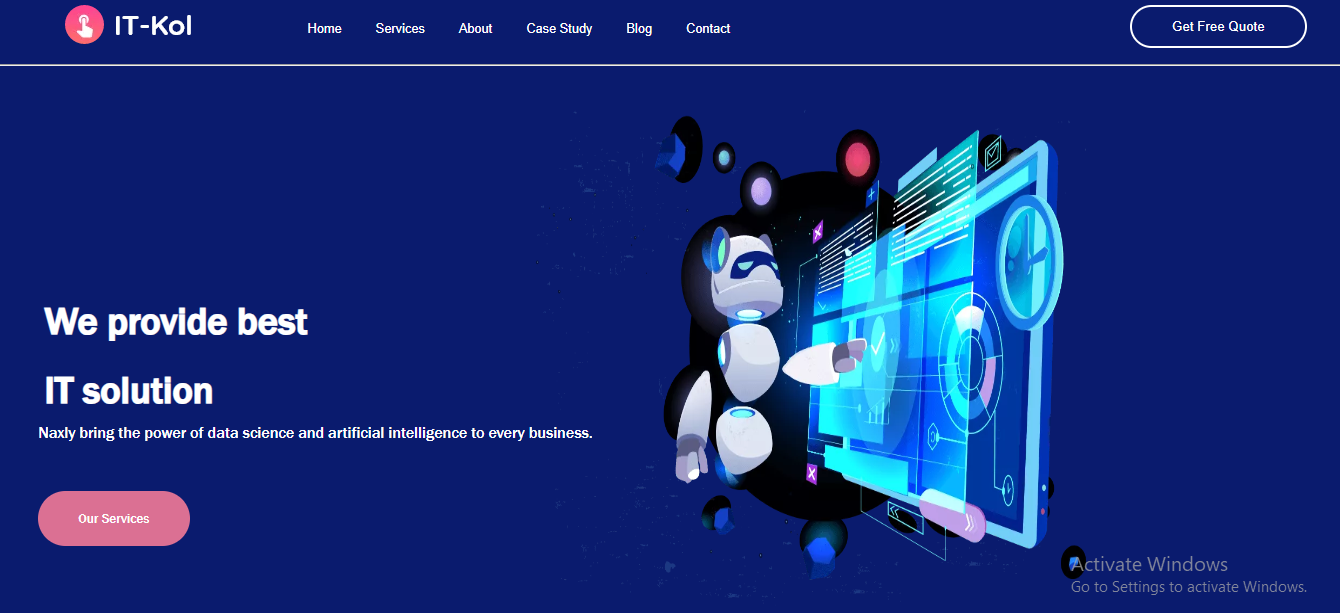 IT-Kol
Home Services About Case Study Blog Contact
Get Free Quote
We provide best
IT solution
Naxly bring the power of data science and artificial intelligence to every business.
Our Services
Activate Windows
Go to Settings to activate Windows.